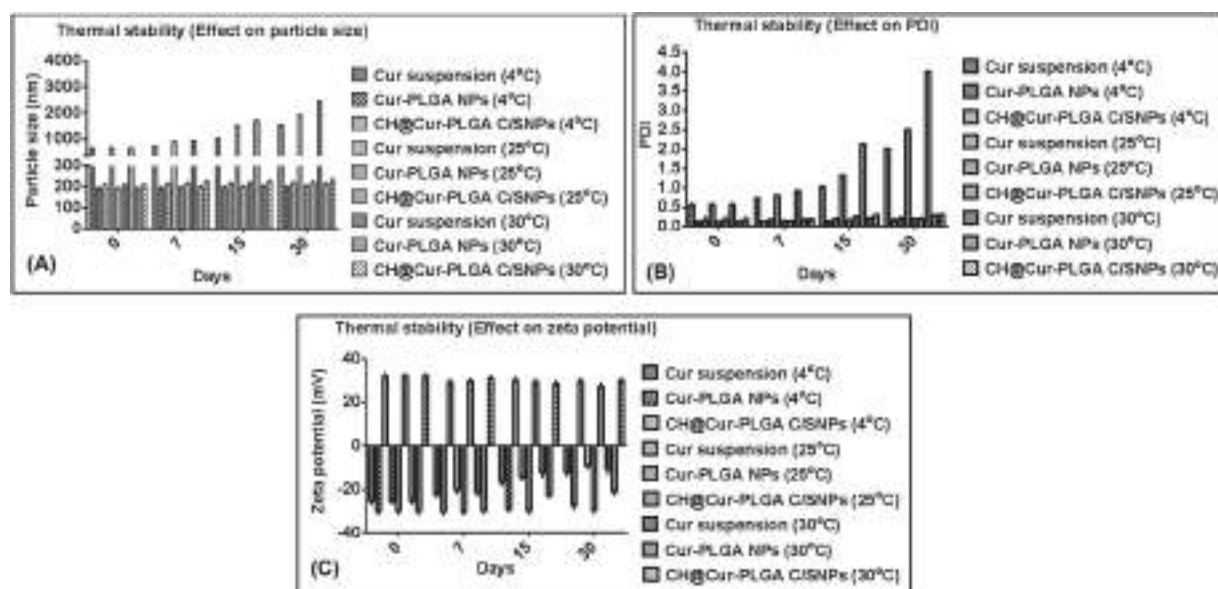 Thermal stability (Effect on particle size)
Particle size (nm)
4000
3000
2000
1000
300
200
100
0
0
7
15
30
Days
(A)
Cur suspension (4°C)
Cur-PLGA NPs (4°C)
CH@Cur-PLGA C/SNPs (4°C)
Cur suspension (25°C)
Cur-PLGA NPs (25°C)
CH@Cur-PLGA C/SNPs (25°C)
Cur suspension (30°C)
Cur-PLGA NPs (30°C)
CH@Cur-PLGA C/SNPs (30°C)
Thermal stability (Effect on PDI)
PDI
4.5
4.0
3.5
3.0
2.5
2.0
1.5
1.0
0.5
0.0
0
7
15
30
Days
(B)
Cur suspension (4°C)
Cur-PLGA NPs (4°C)
CH@Cur-PLGA C/SNPs (4°C)
Cur suspension (25°C)
Cur-PLGA NPs (25°C)
CH@Cur-PLGA C/SNPs (25°C)
Cur suspension (30°C)
Cur-PLGA NPs (30°C)
CH@Cur-PLGA C/SNPs (30°C)
Thermal stability (Effect on zeta potential)
Zeta potential (mV)
40
20
0
-20
-40
0
7
15
30
Days
(C)
Cur suspension (4°C)
Cur-PLGA NPs (4°C)
CH@Cur-PLGA C/SNPs (4°C)
Cur suspension (25°C)
Cur-PLGA NPs (25°C)
CH@Cur-PLGA C/SNPs (25°C)
Cur suspension (30°C)
Cur-PLGA NPs (30°C)
CH@Cur-PLGA C/SNPs (30°C)